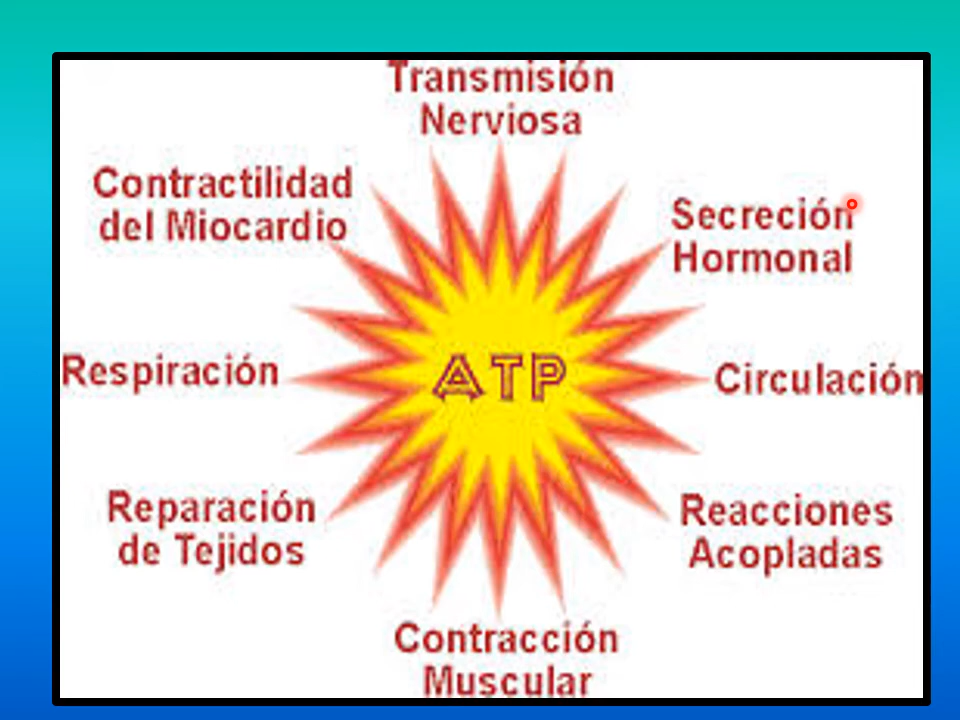 Transmisión
Nerviosa
Contractilidad
del Miocardio
Secreción
Hormonal
Respiración
ATP
Circulación
Reparación
de Tejidos
Reacciones
Acopladas
Contracción
Muscular